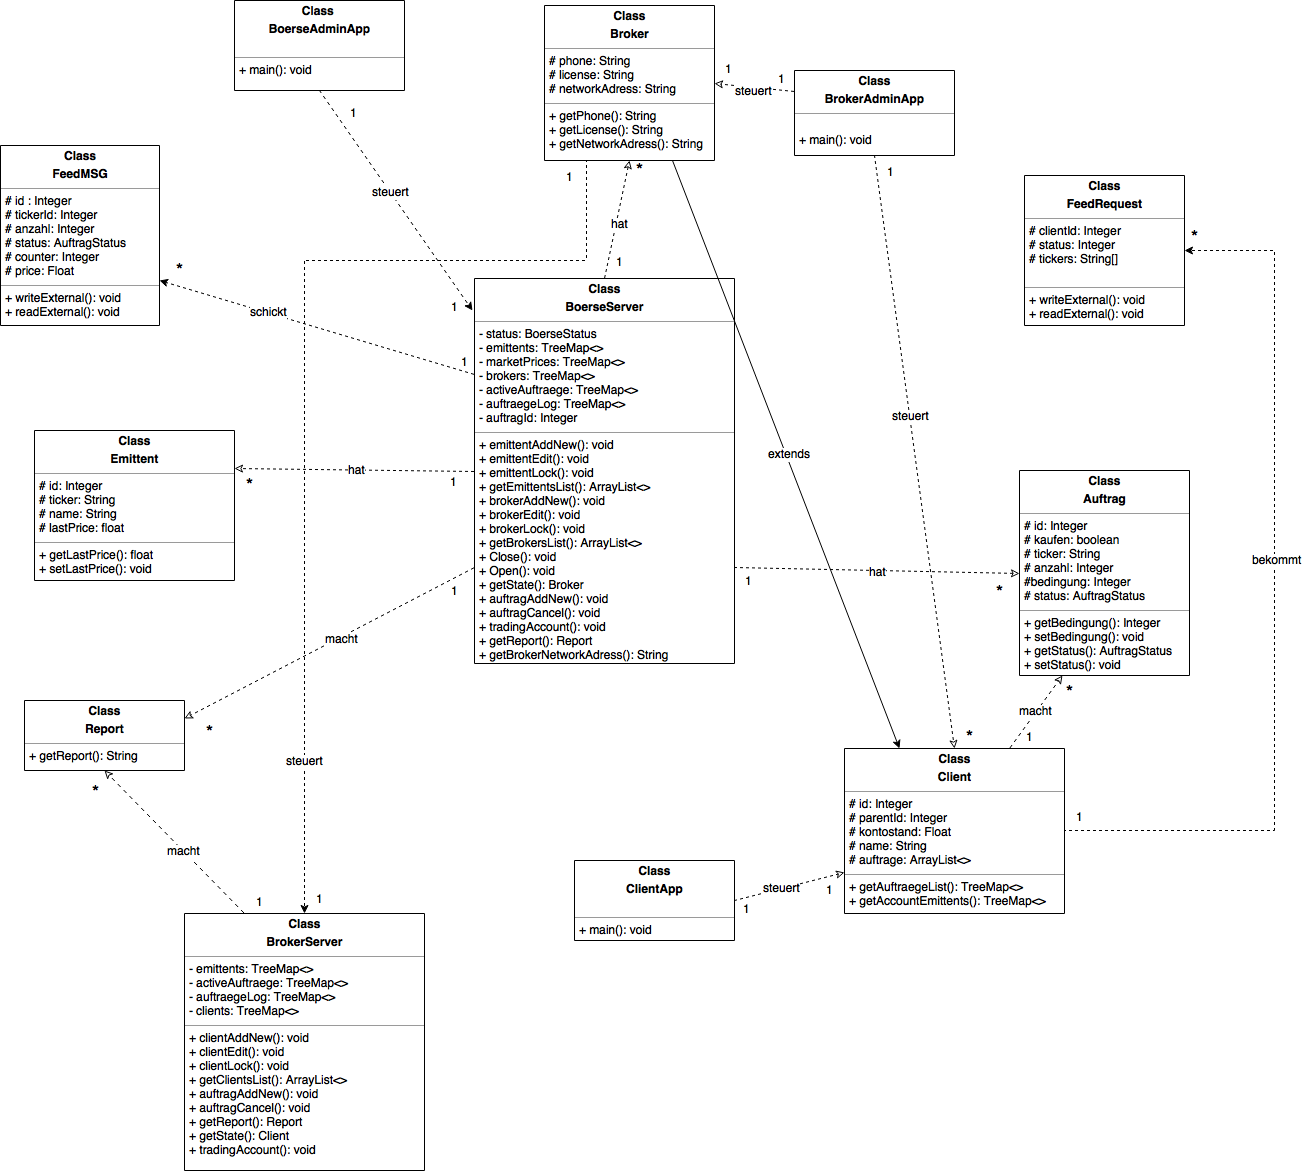 Class
BoerseAdminApp
+ main(): void
Class
Broker
# phone: String
# license: String
# networkAdress: String
+ getPhone(): String
+ getLicense(): String
+ getNetworkAdress(): String
1
steuert
1
Class
BrokerAdminApp
+ main(): void
Class
FeedMSG
# id : Integer
# tickerId: Integer
# anzahl: Integer
# status: AuftragStatus
# counter: Integer
# price: Float
+ writeExternal(): void
+ readExternal(): void
1
steuert
1
1
*
hat
1
1
Class
FeedRequest
# clientId: Integer
# status: Integer
# tickers: String[]
+ writeExternal(): void
+ readExternal(): void
*
*
schickt
1
Class
BoerseServer
- status: BoerseStatus
- emittents: TreeMap<>
- marketPrices: TreeMap<>
- brokers: TreeMap<>
- activeAuftraege: TreeMap<>
- auftraegeLog: TreeMap<>
- auftragId: Integer
+ emittentAddNew(): void
+ emittentEdit(): void
+ emittentLock(): void
+ getEmittentsList(): ArrayList<>
+ brokerAddNew(): void
+ brokerEdit(): void
+ brokerLock(): void
+ getBrokersList(): ArrayList<>
+ Close(): void
+ Open(): void
+ getState(): Broker
+ auftragAddNew(): void
+ auftragCancel(): void
+ tradingAccount(): void
+ getReport(): Report
+ getBrokerNetworkAdress(): String
steuert
extends
Class
Emittent
# id: Integer
# ticker: String
# name: String
# lastPrice: float
+ getLastPrice(): float
+ setLastPrice(): void
hat
*
1
Class
Auftrag
# id: Integer
# kaufen: boolean
# ticker: String
# anzahl: Integer
#bedingung: Integer
# status: AuftragStatus
+ getBedingung(): Integer
+ setBedingung(): void
+ getStatus(): AuftragStatus
+ setStatus(): void
bekommt
hat
1
*
1
macht
*
Class
Report
+ getReport(): String
*
macht
1
steuert
1
*
macht
1
*
Class
Client
# id: Integer
# parentId: Integer
# kontostand: Float
# name: String
# auftrage: ArrayList<>
+ getAuftraegeList(): TreeMap<>
+ getAccountEmittents(): TreeMap<>
1
Class
ClientApp
+ main(): void
steuert
1
1
Class
BrokerServer
- emittents: TreeMap<>
- activeAuftraege: TreeMap<>
- auftraegeLog: TreeMap<>
- clients: TreeMap<>
+ clientAddNew(): void
+ clientEdit(): void
+ clientLock(): void
+ getClientsList(): ArrayList<>
+ auftragAddNew(): void
+ auftragCancel(): void
+ getReport(): Report
+ getState(): Client
+ tradingAccount(): void